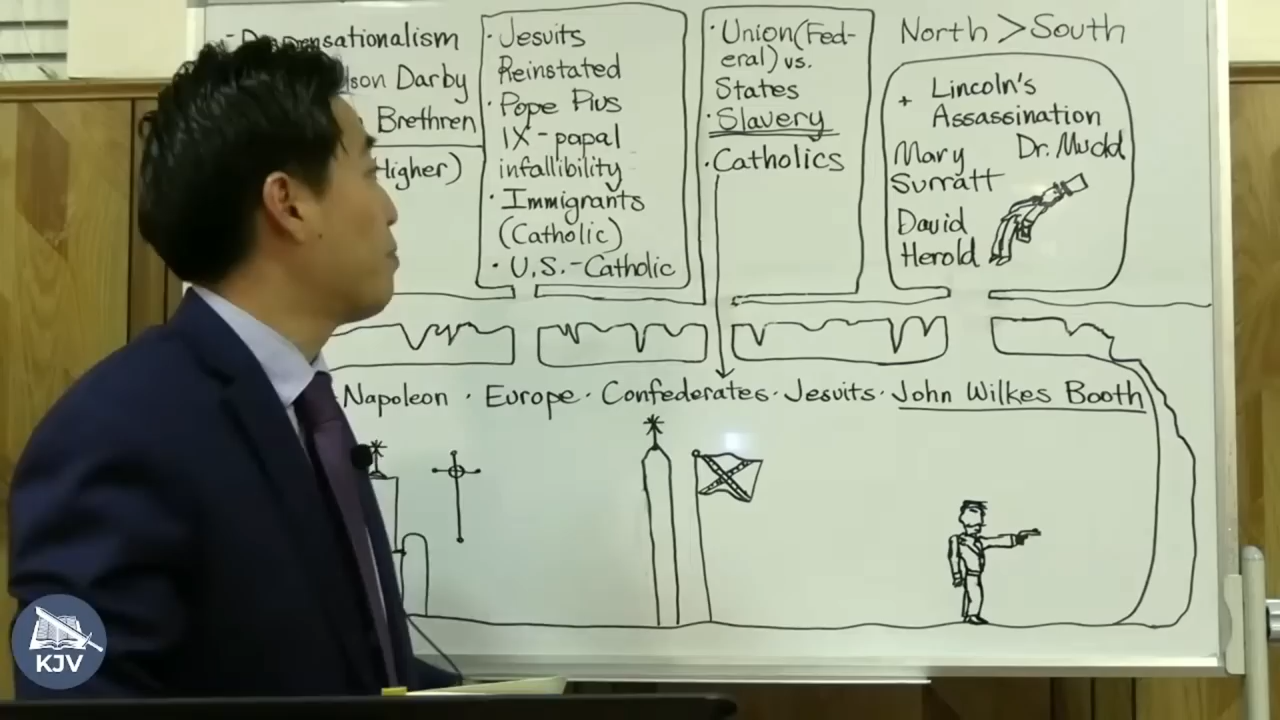 Dispensationalism
lson Darby
Brethren
Higher)
· Jesuits
Reinstated
· Pope Pius
IX - papal
infallibility
· Immigrants
(Catholic)
· U.S.-Catholic
· Union(Fed-
eral) vs.
States
· Slavery
· Catholics
North > South
+ Lincoln's
Assassination
Dr. Mudd
Mary
Surratt
David
Herold
Napoleon · Europe · Confederates · Jesuits · John Wilkes Booth
KJV